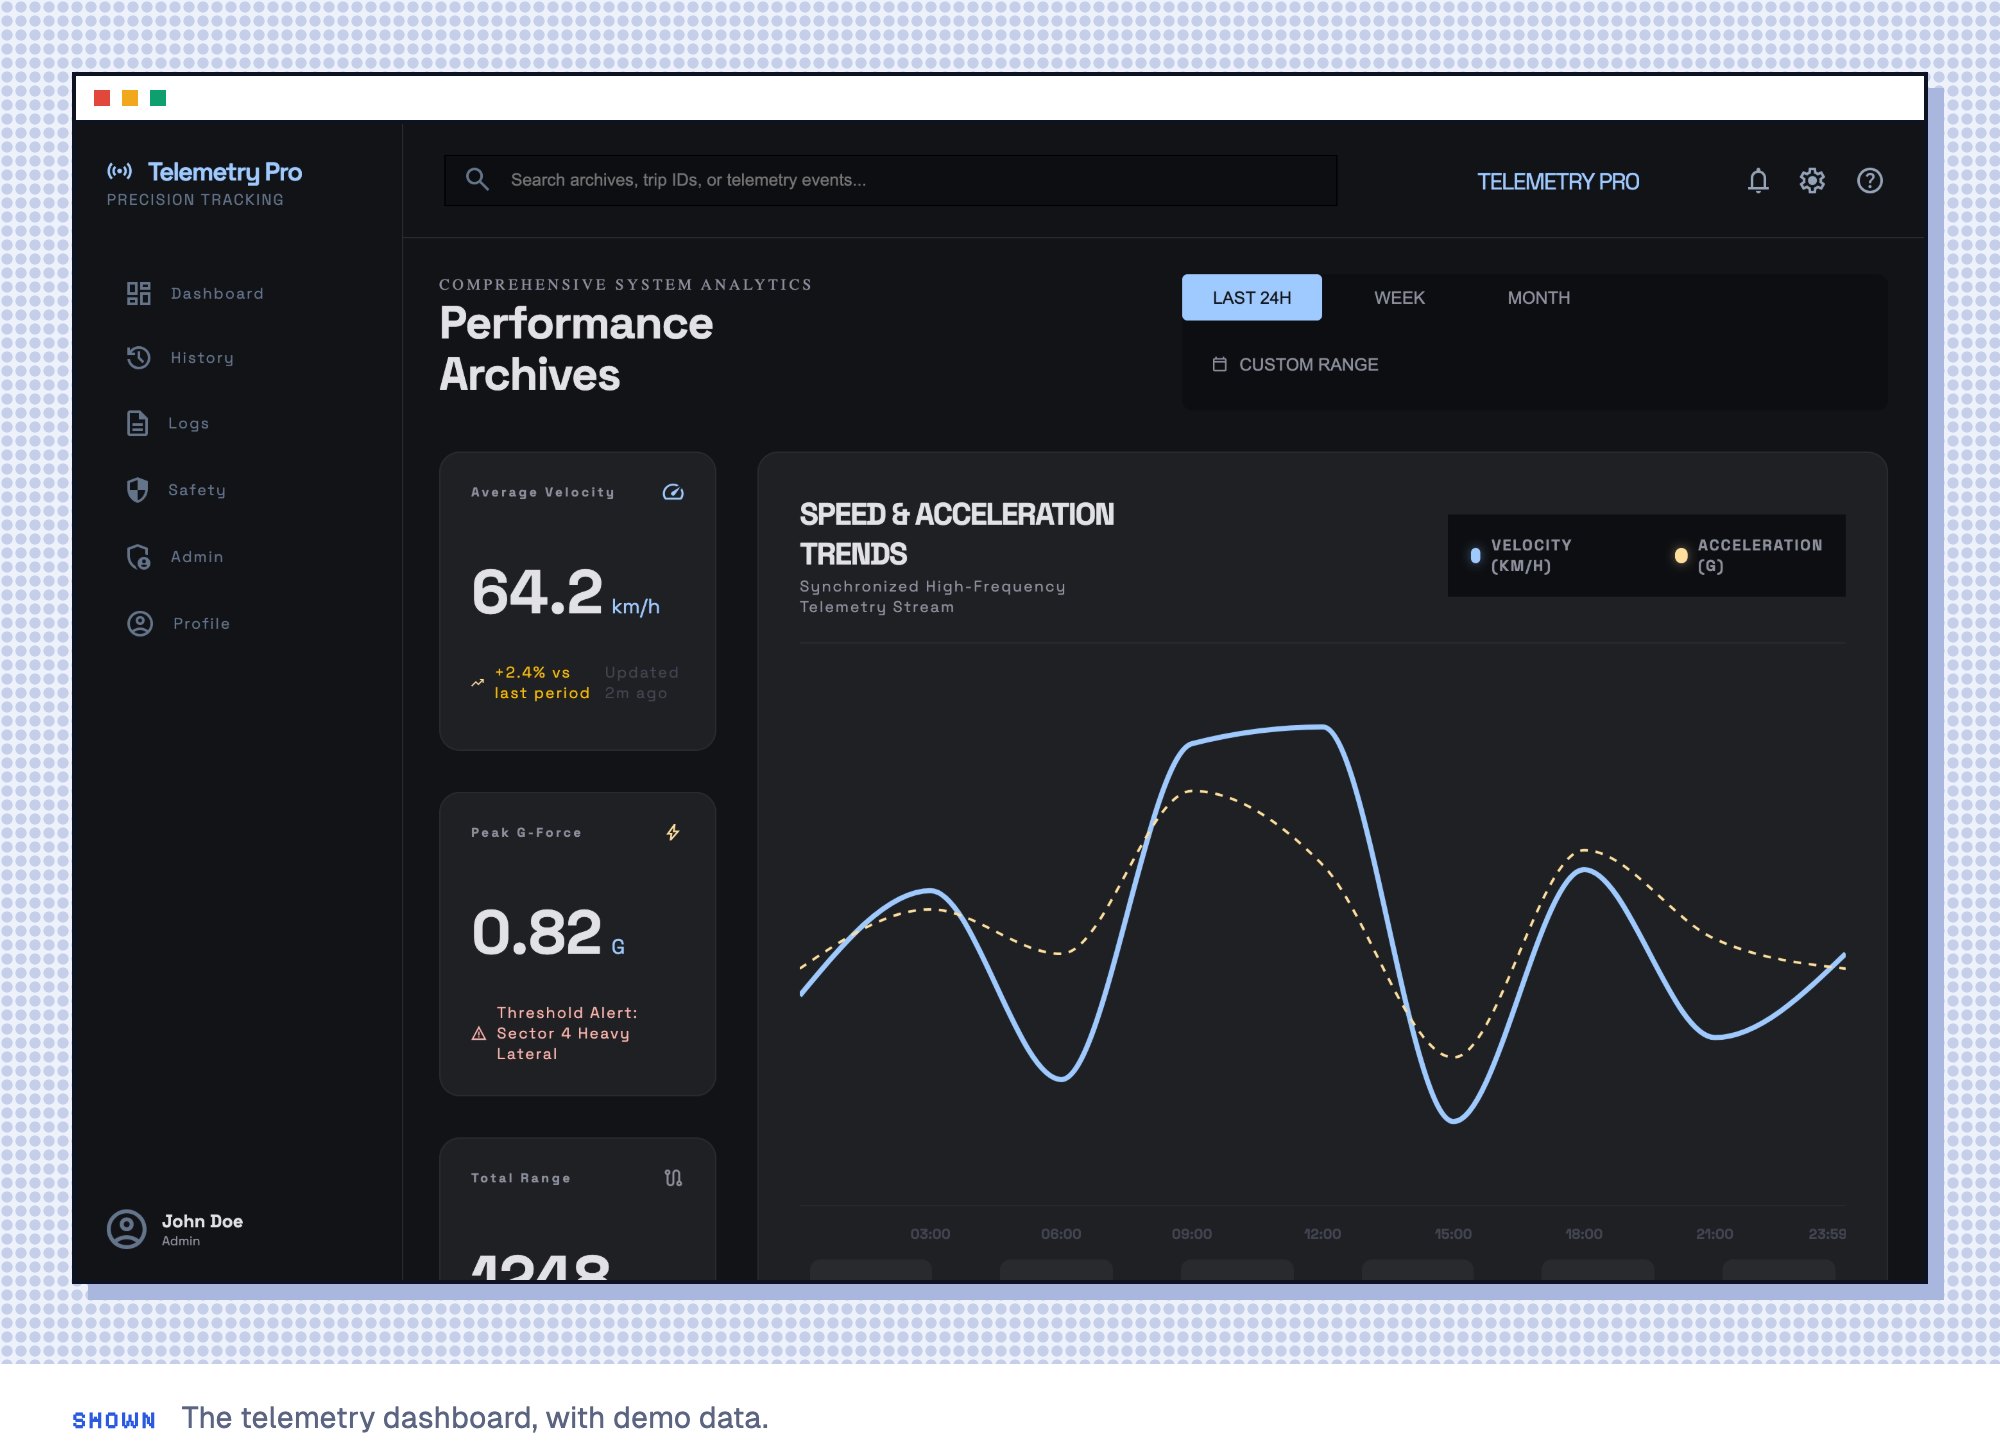 Telemetry Pro
PRECISION TRACKING
Search archives, trip IDs, or telemetry events...
TELEMETRY PRO
Dashboard
History
Logs
Safety
Admin
Profile
John Doe
Admin
COMPREHENSIVE SYSTEM ANALYTICS
Performance
Archives
LAST 24H
WEEK
MONTH
CUSTOM RANGE
Average Velocity
64.2 km/h
+2.4% vs
last period
Updated
2m ago
Peak G-Force
0.82 G
Threshold Alert:
Sector 4 Heavy
Lateral
Total Range
4248
SPEED & ACCELERATION
TRENDS
Synchronized High-Frequency
Telemetry Stream
VELOCITY
(KM/H)
ACCELERATION
(G)
03:00 06:00 09:00 12:00 15:00 18:00 21:00 23:59
SHOWN The telemetry dashboard, with demo data.